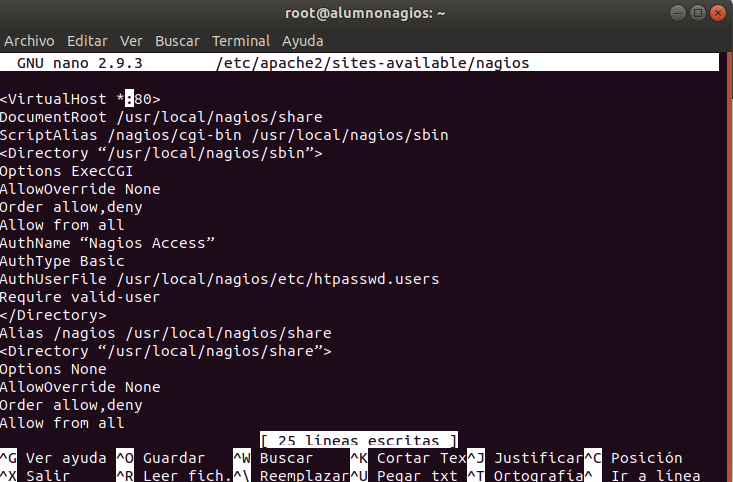 root@alumnonagios: ~
Archivo Editar Ver Buscar Terminal Ayuda
GNU nano 2.9.3 /etc/apache2/sites-available/nagios
<VirtualHost *:80>
DocumentRoot /usr/local/nagios/share
ScriptAlias /nagios/cgi-bin /usr/local/nagios/sbin
<Directory “/usr/local/nagios/sbin”>
Options ExecCGI
AllowOverride None
Order allow,deny
Allow from all
AuthName “Nagios Access”
AuthType Basic
AuthUserFile /usr/local/nagios/etc/htpasswd.users
Require valid-user
</Directory>
Alias /nagios /usr/local/nagios/share
<Directory “/usr/local/nagios/share”>
Options None
AllowOverride None
Order allow,deny
Allow from all
[ 25 líneas escritas ]
^G Ver ayuda ^O Guardar ^W Buscar ^K Cortar Tex^J Justificar^C Posición
^X Salir ^R Leer fich.^\ Reemplazar^U Pegar txt ^T Ortografía^_ Ir a línea